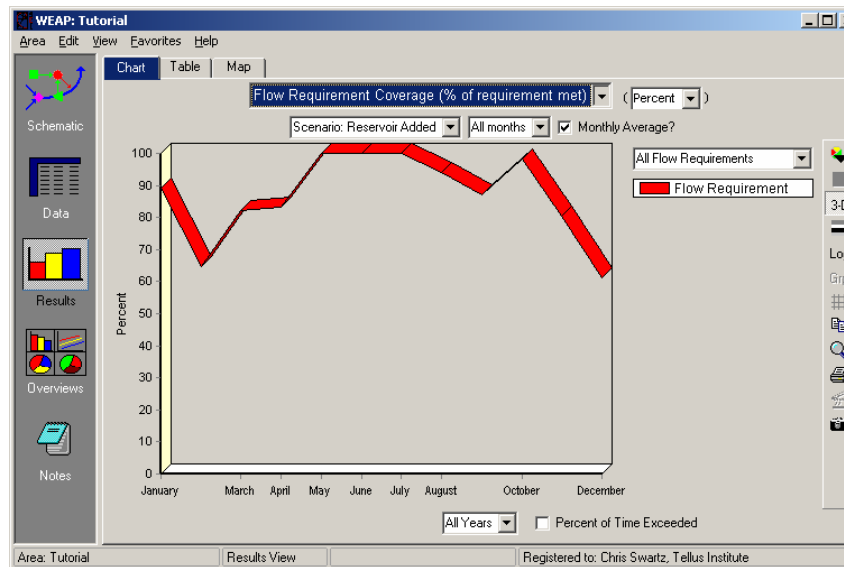 WEAP: Tutorial
Area Edit View Favorites Help
Chart Table Map
Flow Requirement Coverage (% of requirement met) ( Percent )
Scenario: Reservoir Added All months Monthly Average?
All Flow Requirements
Flow Requirement
Schematic
Data
Results
Overviews
Notes
3-D
Percent
100
90
80
70
60
50
40
30
20
10
0
January March April May June July August October December
All Years Percent of Time Exceeded
Area: Tutorial Results View Registered to: Chris Swartz, Tellus Institute